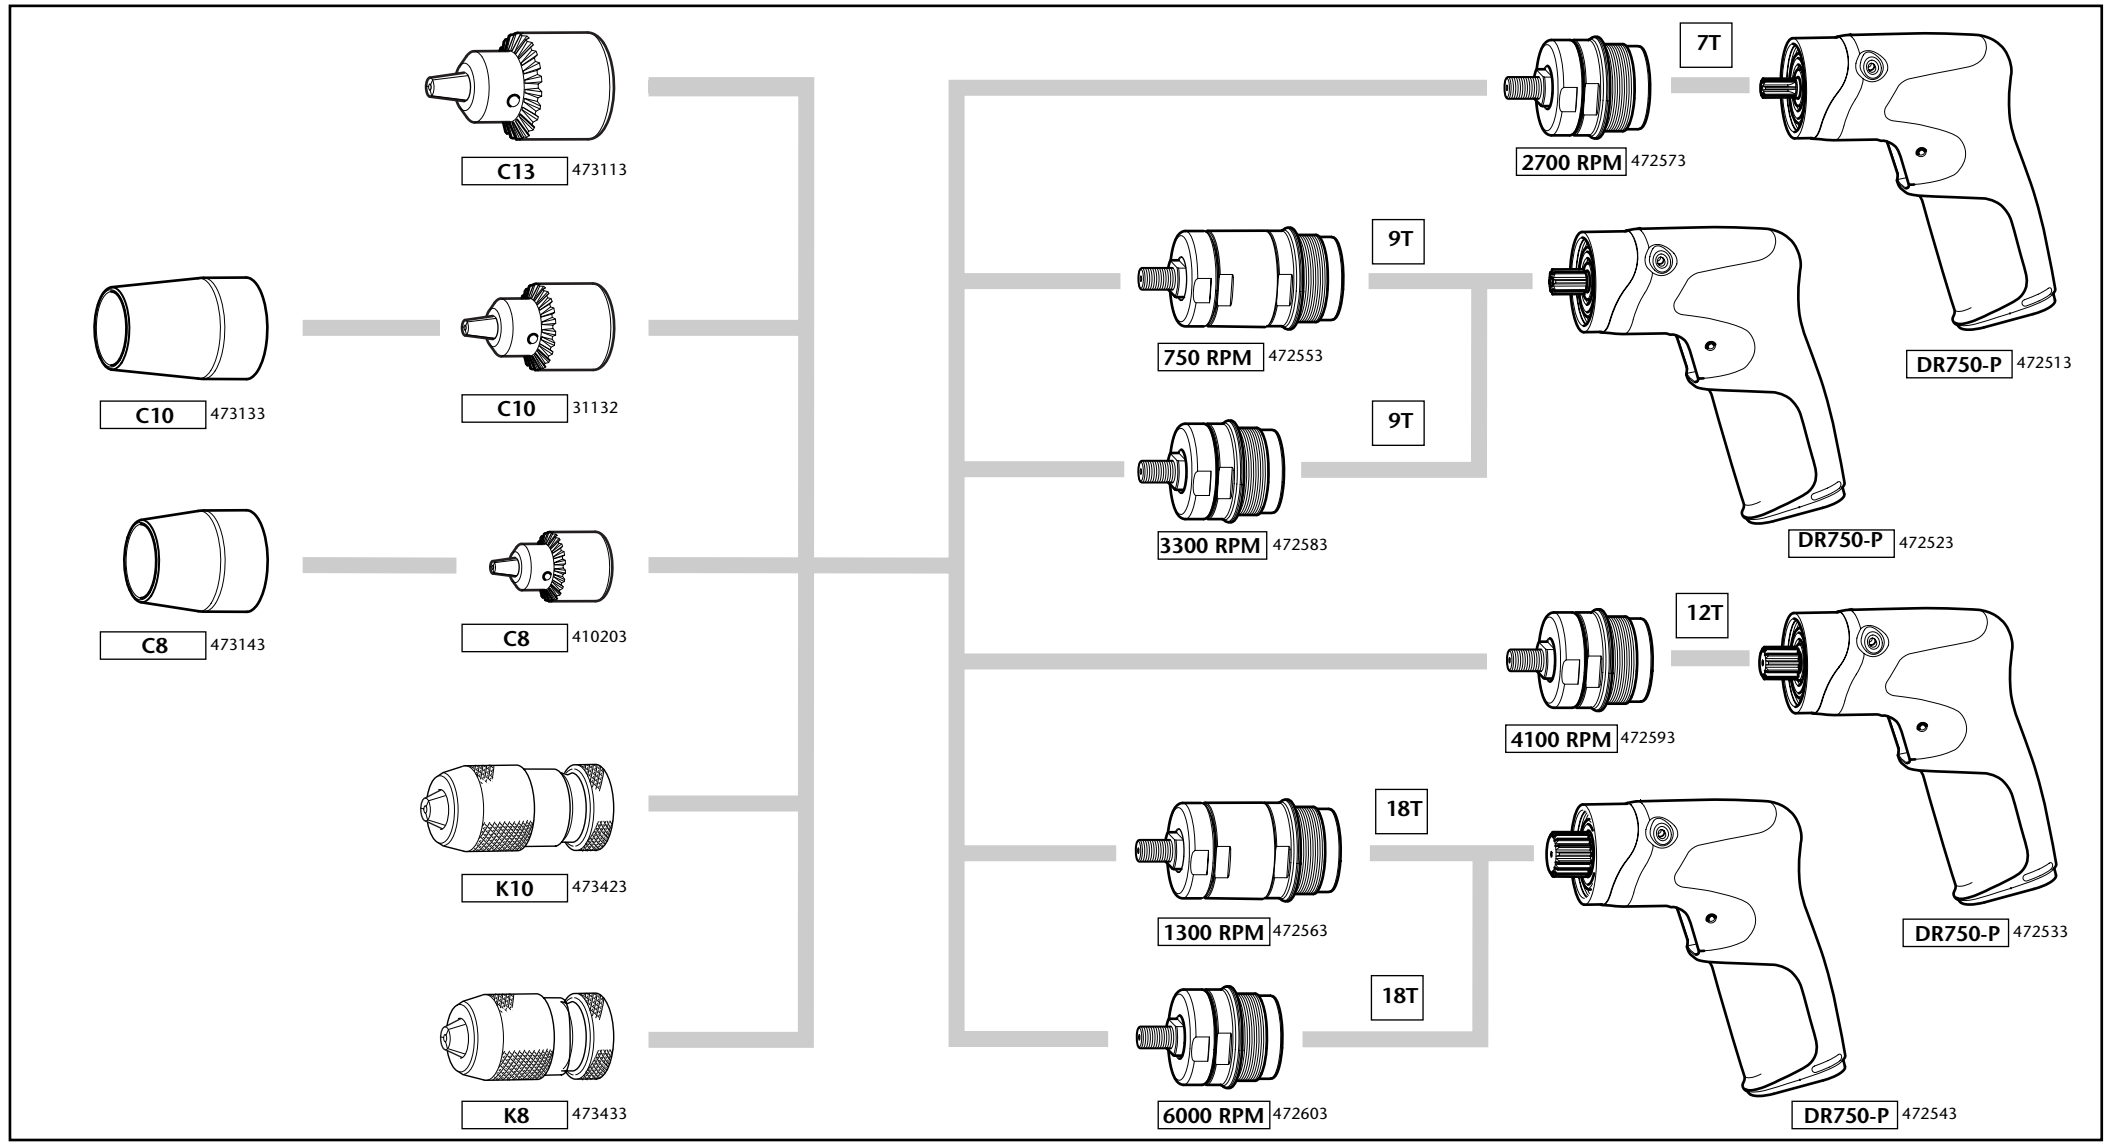 7T
C13 473113
2700 RPM 472573
9T
750 RPM 472553
DR750-P 472513
C10 473133
C10 31132
9T
3300 RPM 472583
DR750-P 472523
12T
C8 473143
C8 410203
4100 RPM 472593
18T
K10 473423
1300 RPM 472563
DR750-P 472533
18T
K8 473433
6000 RPM 472603
DR750-P 472543